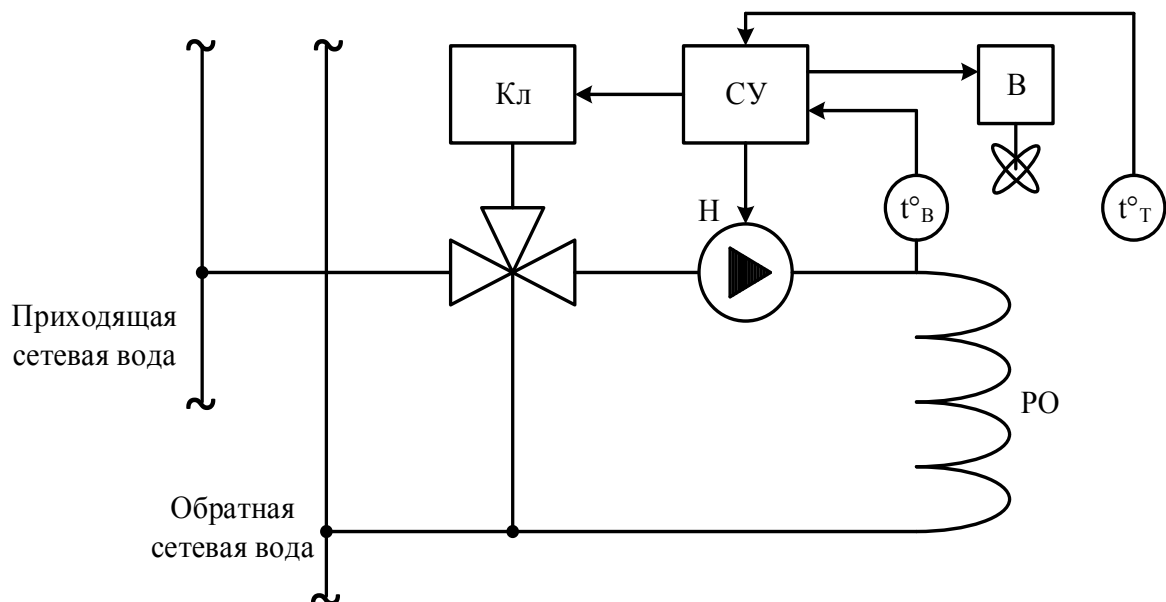 Кл
СУ
В
t°В
t°Т
Н
Приходящая
сетевая вода
РО
Обратная
сетевая вода